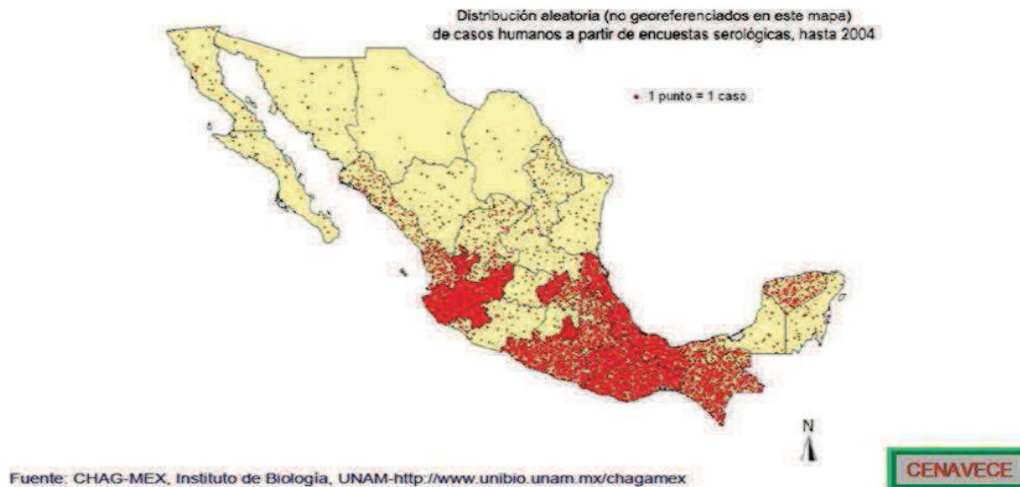 Distribución aleatoria (no georeferenciados en este mapa)
de casos humanos a partir de encuestas serológicas, hasta 2004
1 punto = 1 caso
N
Fuente: CHAG-MEX, Instituto de Biología, UNAM-http://www.unibio.unam.mx/chagamex
CENAVECE